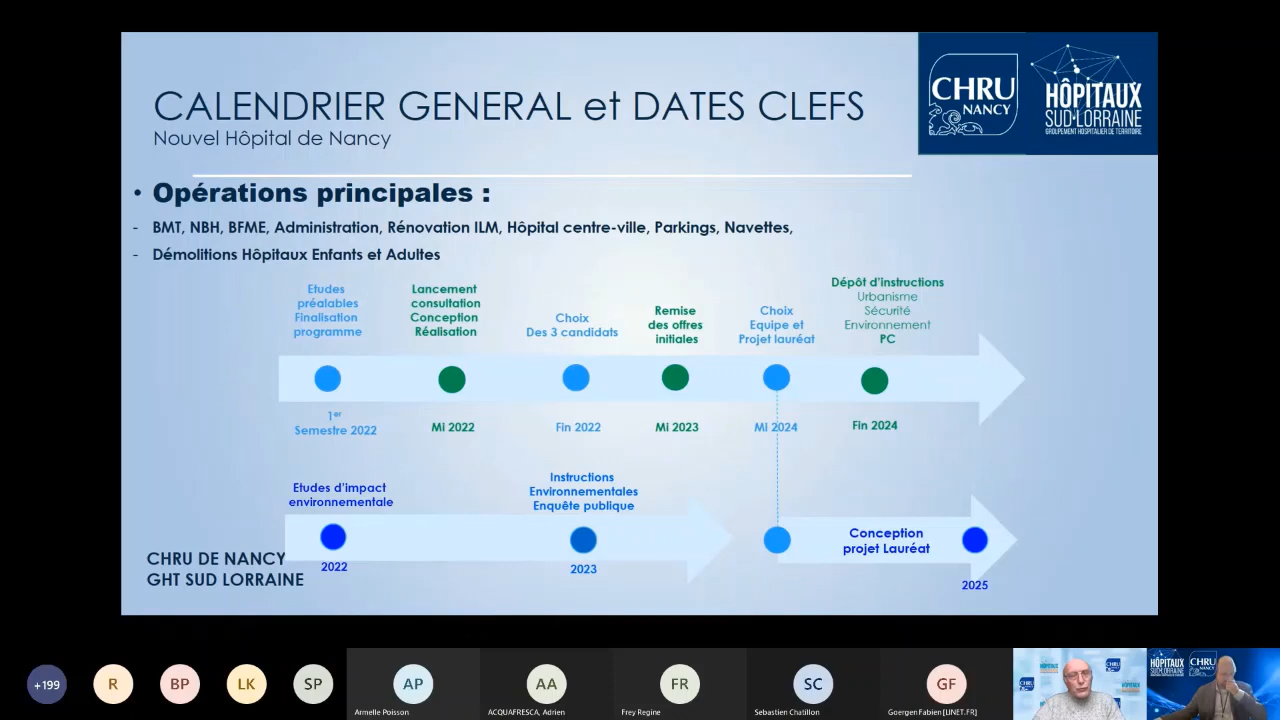 CALENDRIER GENERAL et DATES CLEFS
Nouvel Hôpital de Nancy
CHRU
NANCY
HÔPITAUX
SUD-LORRAINE
GROUPEMENT HOSPITALIER DE TERRITOIRE
• Opérations principales :
- BMT, NBH, BFME, Administration, Rénovation ILM, Hôpital centre-ville, Parkings, Navettes,
- Démolitions Hôpitaux Enfants et Adultes
Etudes
préalables
Finalisation
programme
Lancement
consultation
Conception
Réalisation
Choix
Des 3 candidats
Remise
des offres
initiales
Choix
Equipe et
Projet lauréat
Dépôt d'instructions
Urbanisme
Sécurité
Environnement
PC
1er
Semestre 2022
Mi 2022
Fin 2022
Mi 2023
Mi 2024
Fin 2024
Etudes d'impact
environnementale
Instructions
Environnementales
Enquête publique
Conception
projet Lauréat
2022
2023
2025
CHRU DE NANCY
GHT SUD LORRAINE
+199
R
BP
LK
SP
AP
AA
FR
SC
GF
Armelle Poisson
ACQUAFRESCA, Adrien
Frey Regine
Sebastien Chatillon
Goergen Fabien [LINET.FR]
HÔPITAUX
SUD-LORRAINE
CHRU
NANCY